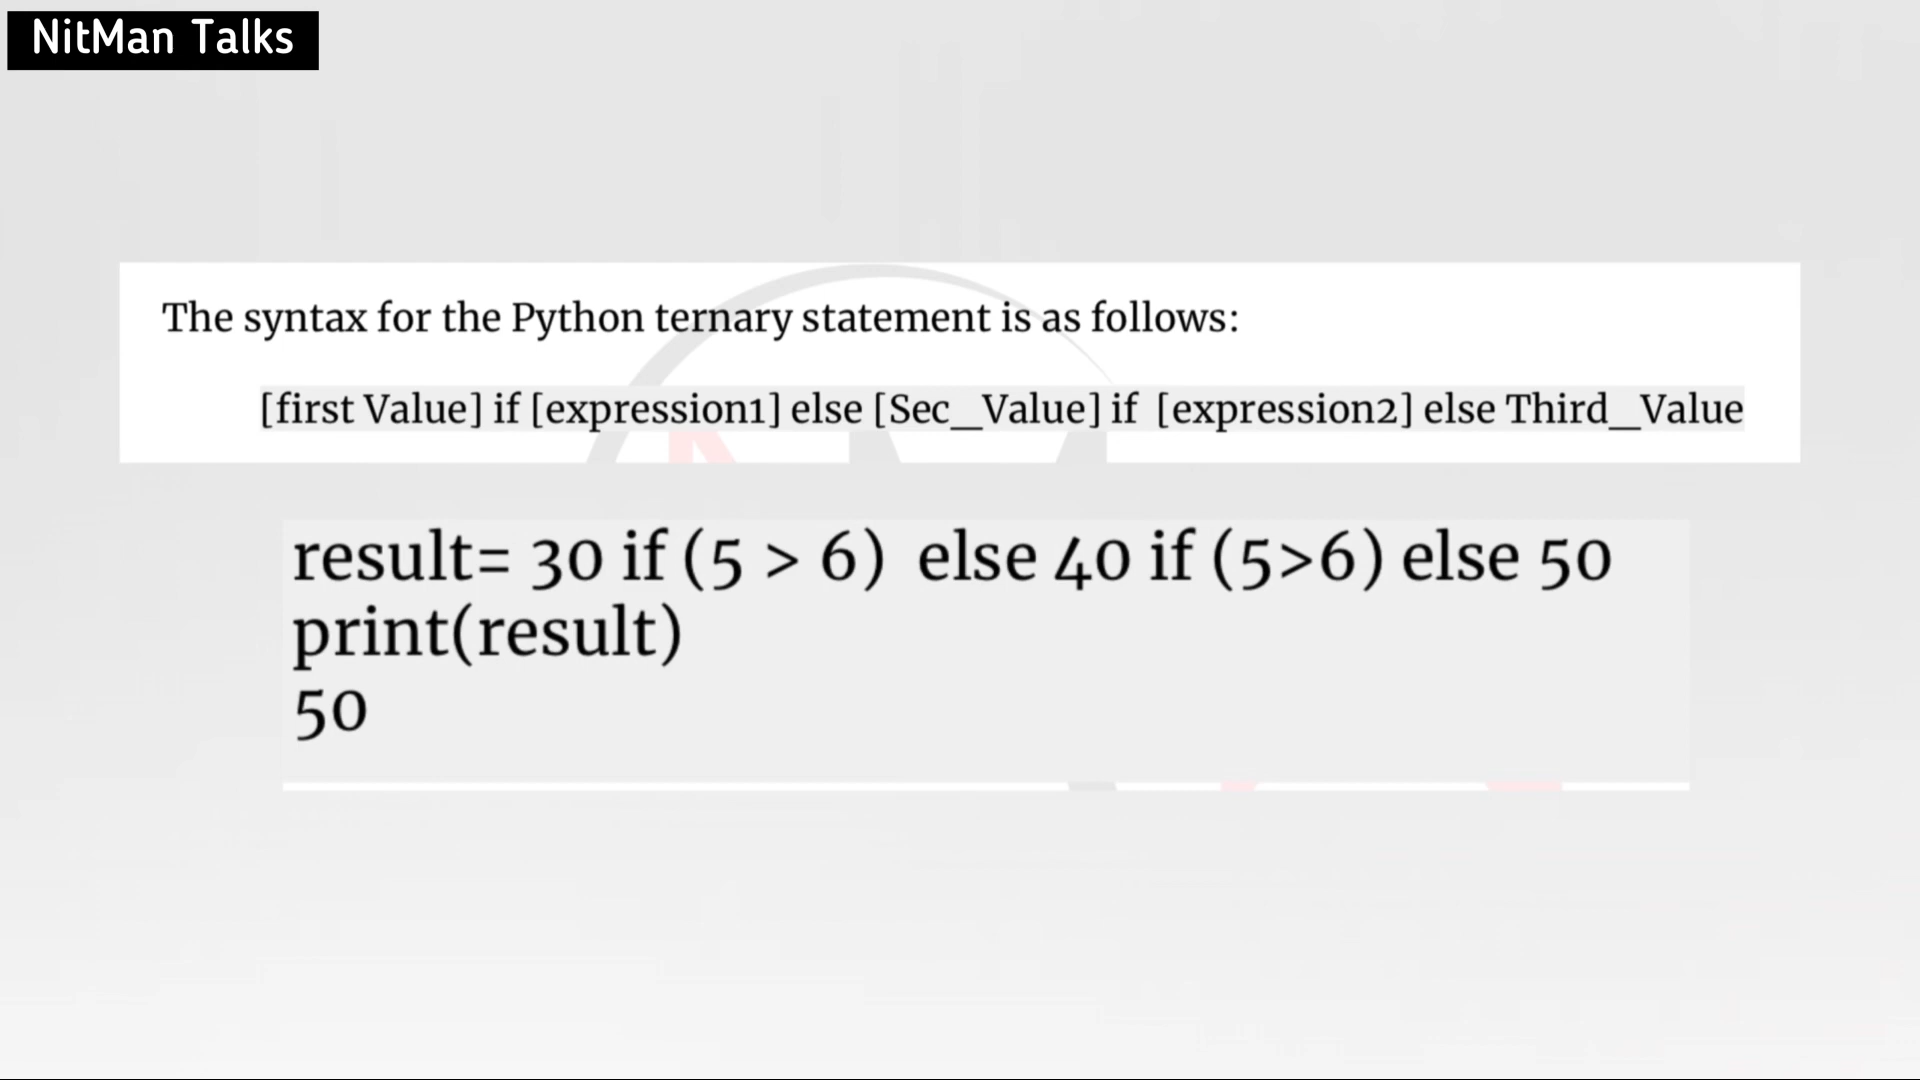 NitMan Talks
The syntax for the Python ternary statement is as follows:
[first Value] if [expression1] else [Sec_Value] if [expression2] else Third_Value
result= 30 if (5 > 6) else 40 if (5>6) else 50
print(result)
50